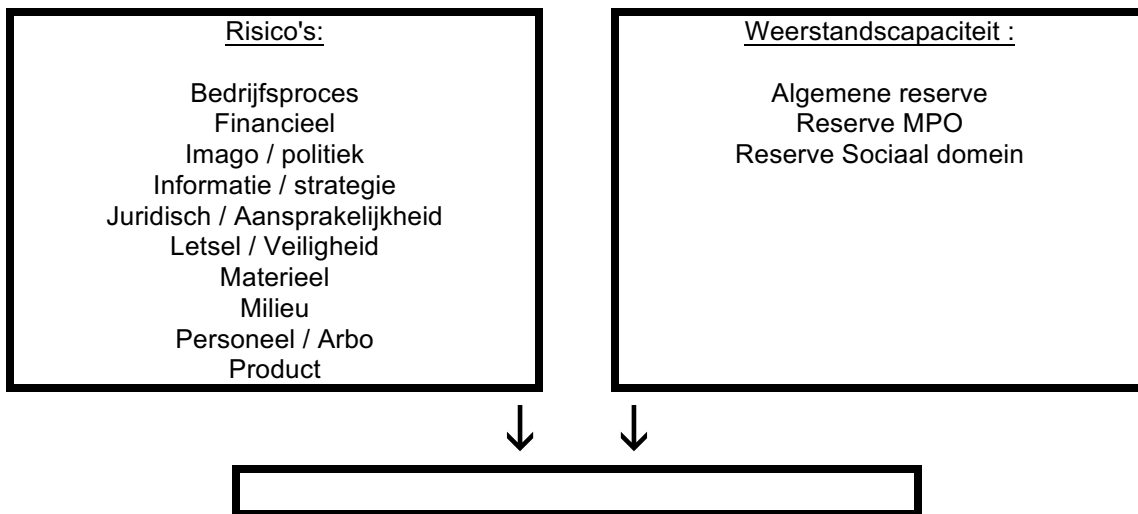 Risico's:
Bedrijfsproces
Financieel
Imago / politiek
Informatie / strategie
Juridisch / Aansprakelijkheid
Letsel / Veiligheid
Materieel
Milieu
Personeel / Arbo
Product
Weerstandscapaciteit :
Algemene reserve
Reserve MPO
Reserve Sociaal domein